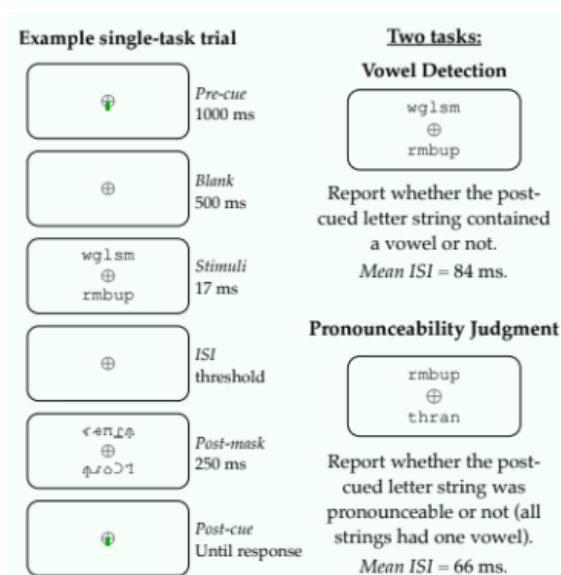 Example single-task trial
Pre-cue
1000 ms
Blank
500 ms
wglsm
rmbup
Stimuli
17 ms
ISI
threshold
Post-mask
250 ms
Post-cue
Until response
Two tasks:
Vowel Detection
wglsm
rmbup
Report whether the post-
cued letter string contained
a vowel or not.
Mean ISI = 84 ms.
Pronounceability Judgment
rmbup
thran
Report whether the post-
cued letter string was
pronounceable or not (all
strings had one vowel).
Mean ISI = 66 ms.